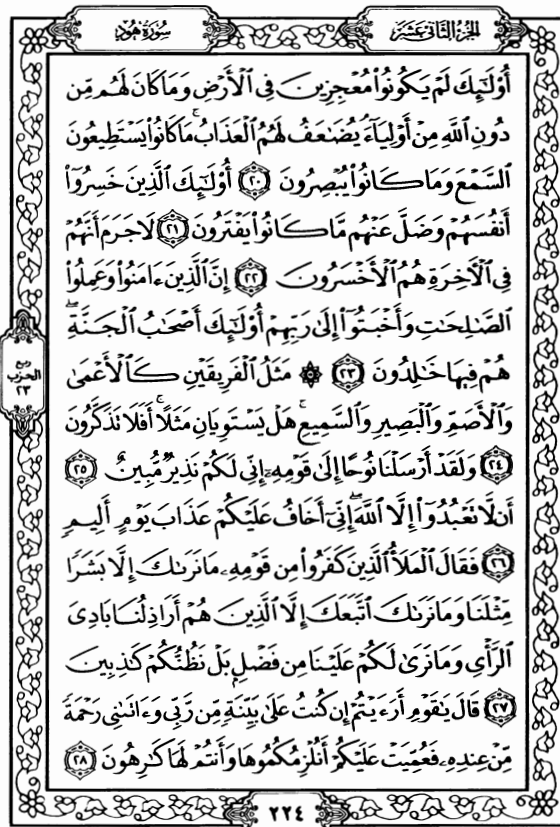 الجزء الثاني عشر
سورة هود
أُوْلَٰٓئِكَ لَمْ يَكُونُوا۟ مُعْجِزِينَ فِى ٱلْأَرْضِ وَمَا كَانَ لَهُم مِّن
دُونِ ٱللَّهِ مِنْ أَوْلِيَآءَ يُضَٰعَفُ لَهُمُ ٱلْعَذَابُ ۚ مَا كَانُوا۟ يَسْتَطِيعُونَ
ٱلسَّمْعَ وَمَا كَانُوا۟ يُبْصِرُونَ ٢٠ أُوْلَٰٓئِكَ ٱلَّذِينَ خَسِرُوٓا۟
أَنفُسَهُمْ وَضَلَّ عَنْهُم مَّا كَانُوا۟ يَفْتَرُونَ ٢١ لَا جَرَمَ أَنَّهُمْ
فِى ٱلْأَخِرَةِ هُمُ ٱلْأَخْسَرُونَ ٢٢ إِنَّ ٱلَّذِينَ ءَامَنُوا۟ وَعَمِلُوا۟
ٱلصَّٰلِحَٰتِ وَأَخْبَتُوٓا۟ إِلَىٰ رَبِّهِمْ أُوْلَٰٓئِكَ أَصْحَٰبُ ٱلْجَنَّةِ ۖ
هُمْ فِيهَا خَٰلِدُونَ ٢٣ ۞ مَثَلُ ٱلْفَرِيقَيْنِ كَٱلْأَعْمَىٰ
وَٱلْأَصَمِّ وَٱلْبَصِيرِ وَٱلسَّمِيعِ ۚ هَلْ يَسْتَوِيَانِ مَثَلًا ۚ أَفَلَا تَذَكَّرُونَ
٢٤ وَلَقَدْ أَرْسَلْنَا نُوحًا إِلَىٰ قَوْمِهِۦٓ إِنِّى لَكُمْ نَذِيرٌ مُّبِينٌ ٢٥
أَن لَّا تَعْبُدُوٓا۟ إِلَّا ٱللَّهَ ۖ إِنِّىٓ أَخَافُ عَلَيْكُمْ عَذَابَ يَوْمٍ أَلِيمٍ
٢٦ فَقَالَ ٱلْمَلَأُ ٱلَّذِينَ كَفَرُوا۟ مِن قَوْمِهِۦ مَا نَرَىٰكَ إِلَّا بَشَرًا
مِّثْلَنَا وَمَا نَرَىٰكَ ٱتَّبَعَكَ إِلَّا ٱلَّذِينَ هُمْ أَرَاذِلُنَا بَادِىَ
ٱلرَّأْىِ وَمَا نَرَىٰ لَكُمْ عَلَيْنَا مِن فَضْلٍۭ بَلْ نَظُنُّكُمْ كَٰذِبِينَ
٢٧ قَالَ يَٰقَوْمِ أَرَءَيْتُمْ إِن كُنتُ عَلَىٰ بَيِّنَةٍ مِّن رَّبِّى وَءَاتَىٰنِى رَحْمَةً
مِّنْ عِندِهِۦ فَعُمِّيَتْ عَلَيْكُمْ أَنُلْزِمُكُمُوهَا وَأَنتُمْ لَهَا كَٰرِهُونَ ٢٨
ربع
الحزب
٢٣
٢٢٤